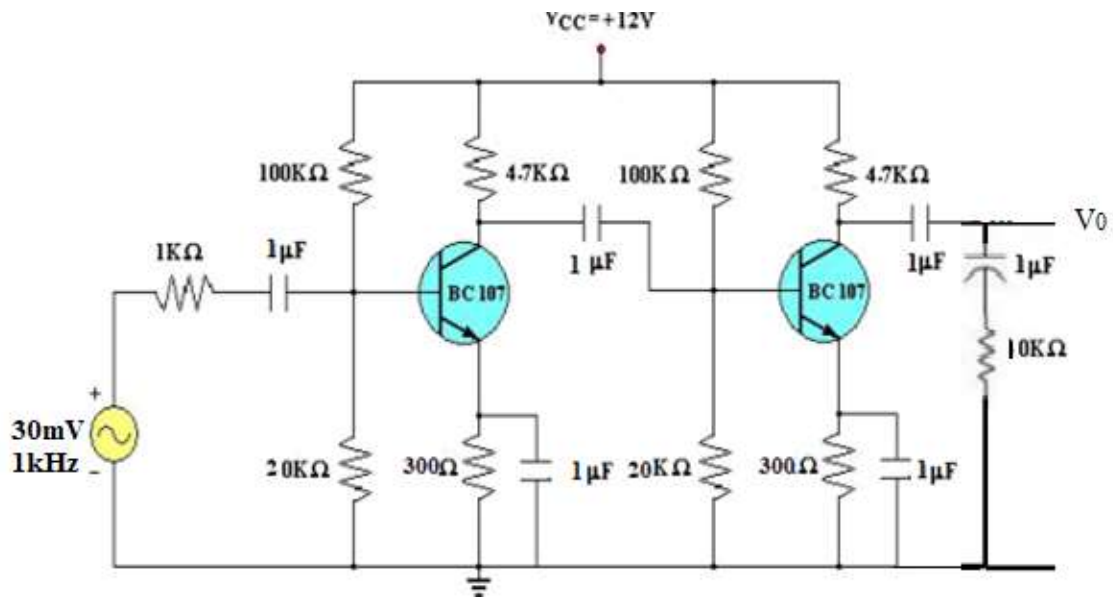 VCC=+12V
100KΩ
4.7KΩ
100KΩ
4.7KΩ
1KΩ
1µF
1 µF
1µF
V0
1µF
BC 107
BC 107
10KΩ
+
30mV
1kHz
-
20KΩ
300Ω
1µF
20KΩ
300Ω
1µF